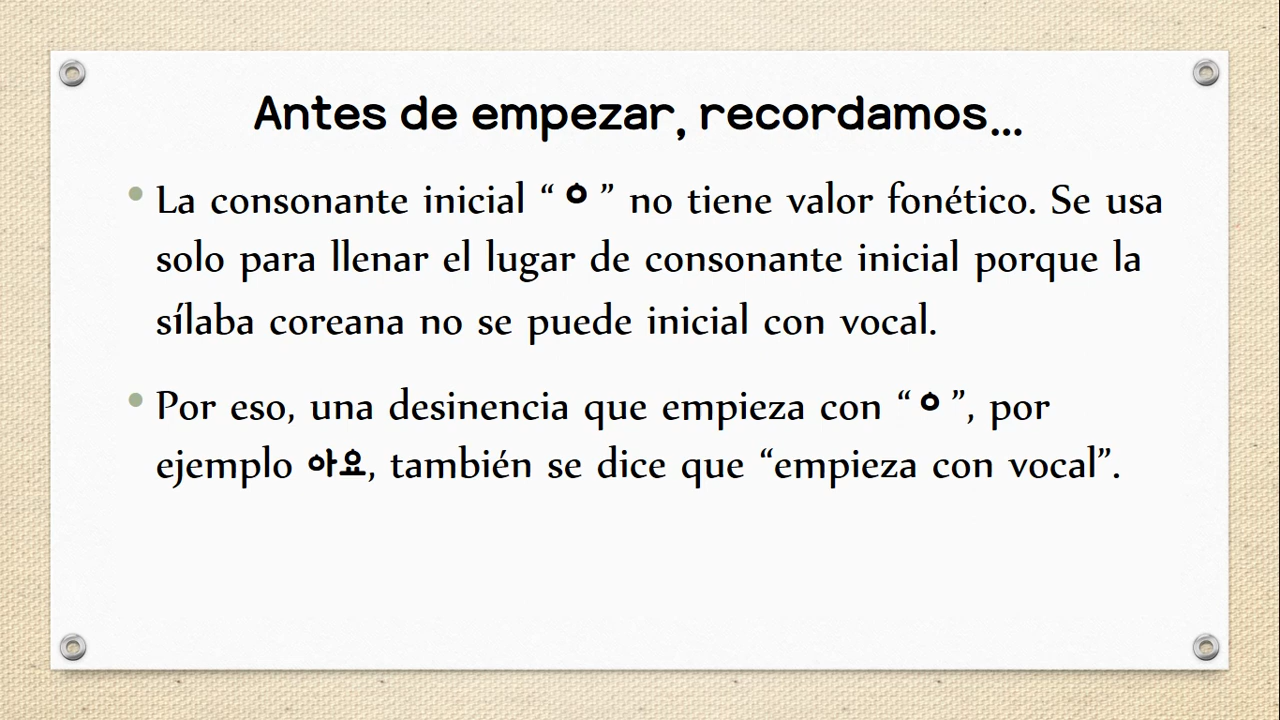 Antes de empezar, recordamos...
• La consonante inicial “ㅇ” no tiene valor fonético. Se usa
solo para llenar el lugar de consonante inicial porque la
sílaba coreana no se puede inicial con vocal.
• Por eso, una desinencia que empieza con “ㅇ”, por
ejemplo 아요, también se dice que “empieza con vocal”.